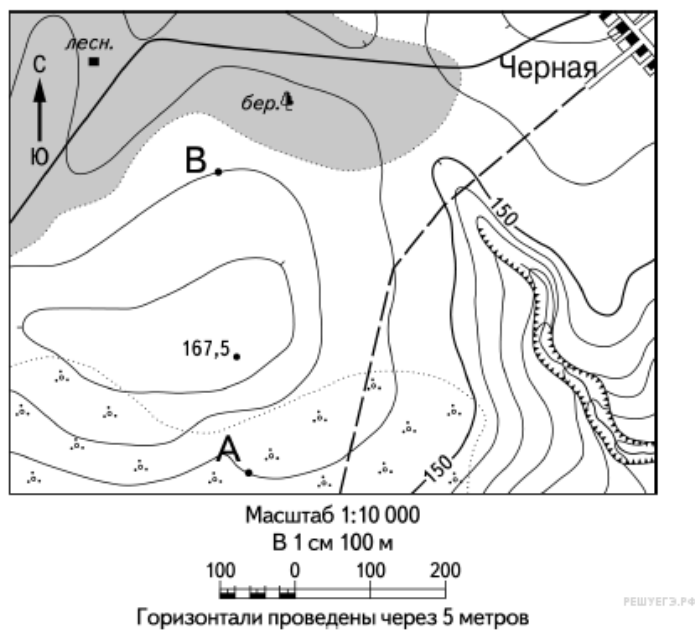 лесн.
С
Черная
бер.
Ю
В
150
167,5
А
150
Масштаб 1:10 000
В 1 см 100 м
100 0 100 200
Горизонтали проведены через 5 метров
РЕШУЕГЭ.РФ